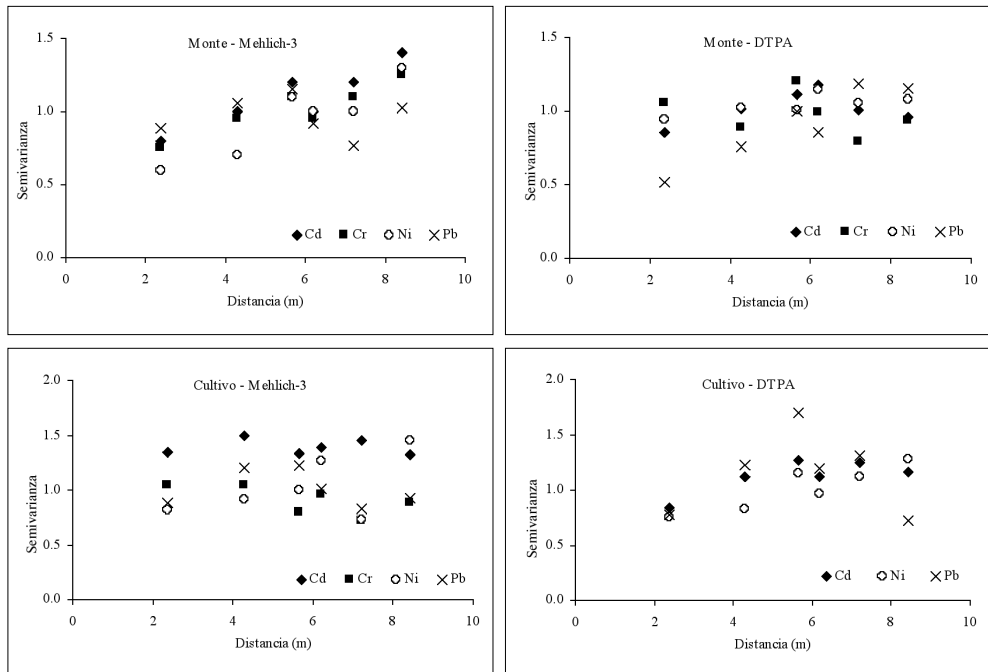 Monte - Mehlich-3
Semivarianza
1.5
1.0
0.5
0.0
0 2 4 6 8 10
Distancia (m)
Cd Cr Ni Pb
Monte - DTPA
Semivarianza
1.5
1.0
0.5
0.0
0 2 4 6 8 10
Distancia (m)
Cd Cr Ni Pb
Cultivo - Mehlich-3
Semivarianza
2.0
1.5
1.0
0.5
0.0
0 2 4 6 8 10
Distancia (m)
Cd Cr Ni Pb
Cultivo - DTPA
Semivarianza
2.0
1.5
1.0
0.5
0.0
0 2 4 6 8 10
Distancia (m)
Cd Ni Pb